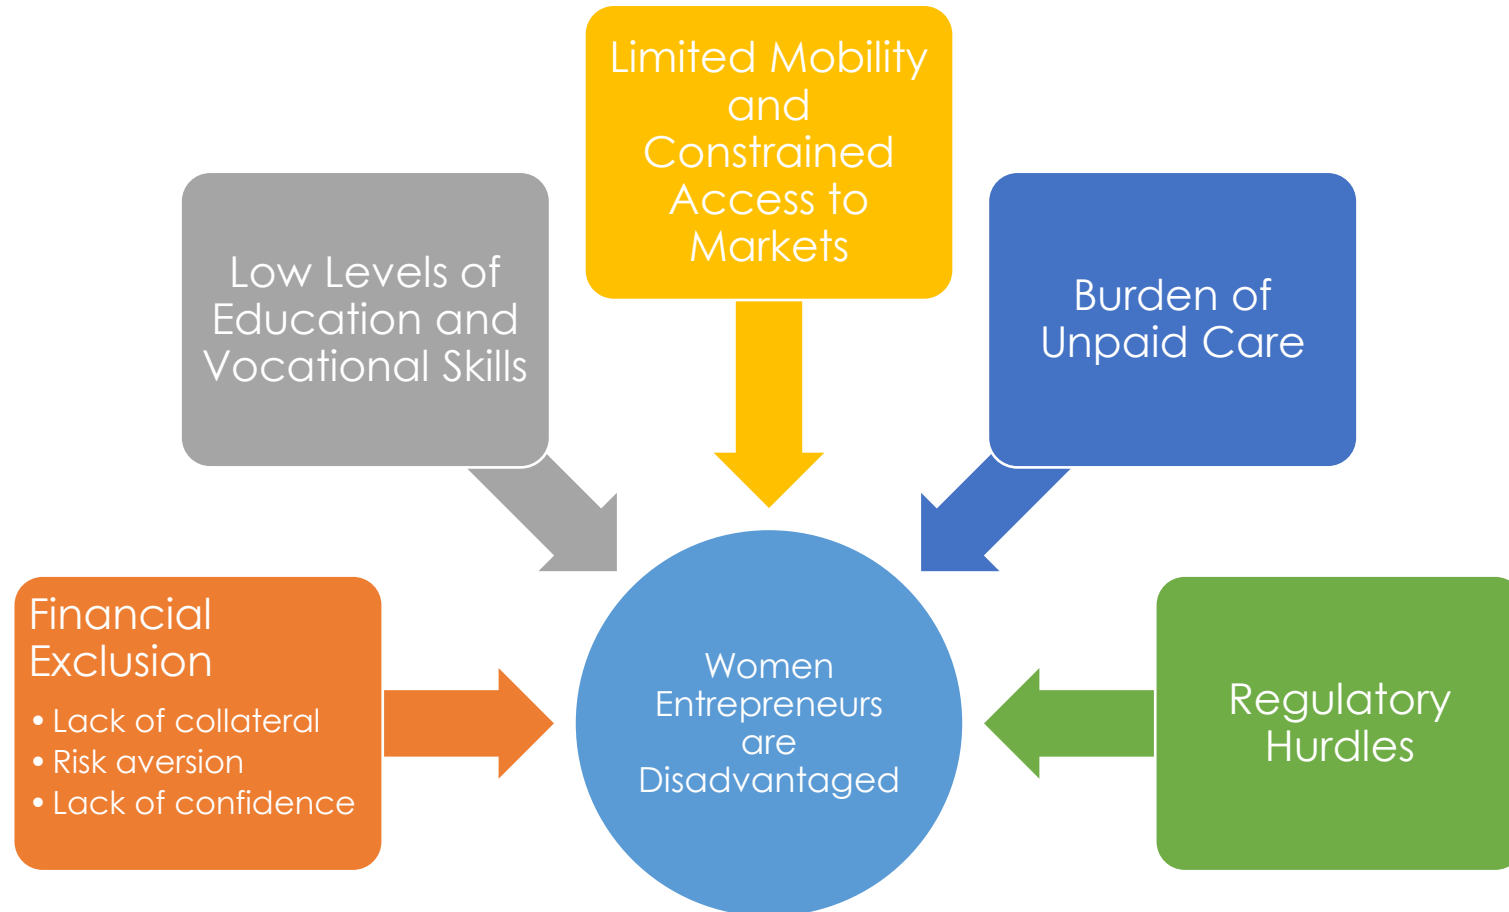 Limited Mobility
and
Constrained
Access to
Markets
Low Levels of
Education and
Vocational Skills
Burden of
Unpaid Care
Financial
Exclusion
• Lack of collateral
• Risk aversion
• Lack of confidence
Women
Entrepreneurs
are
Disadvantaged
Regulatory
Hurdles